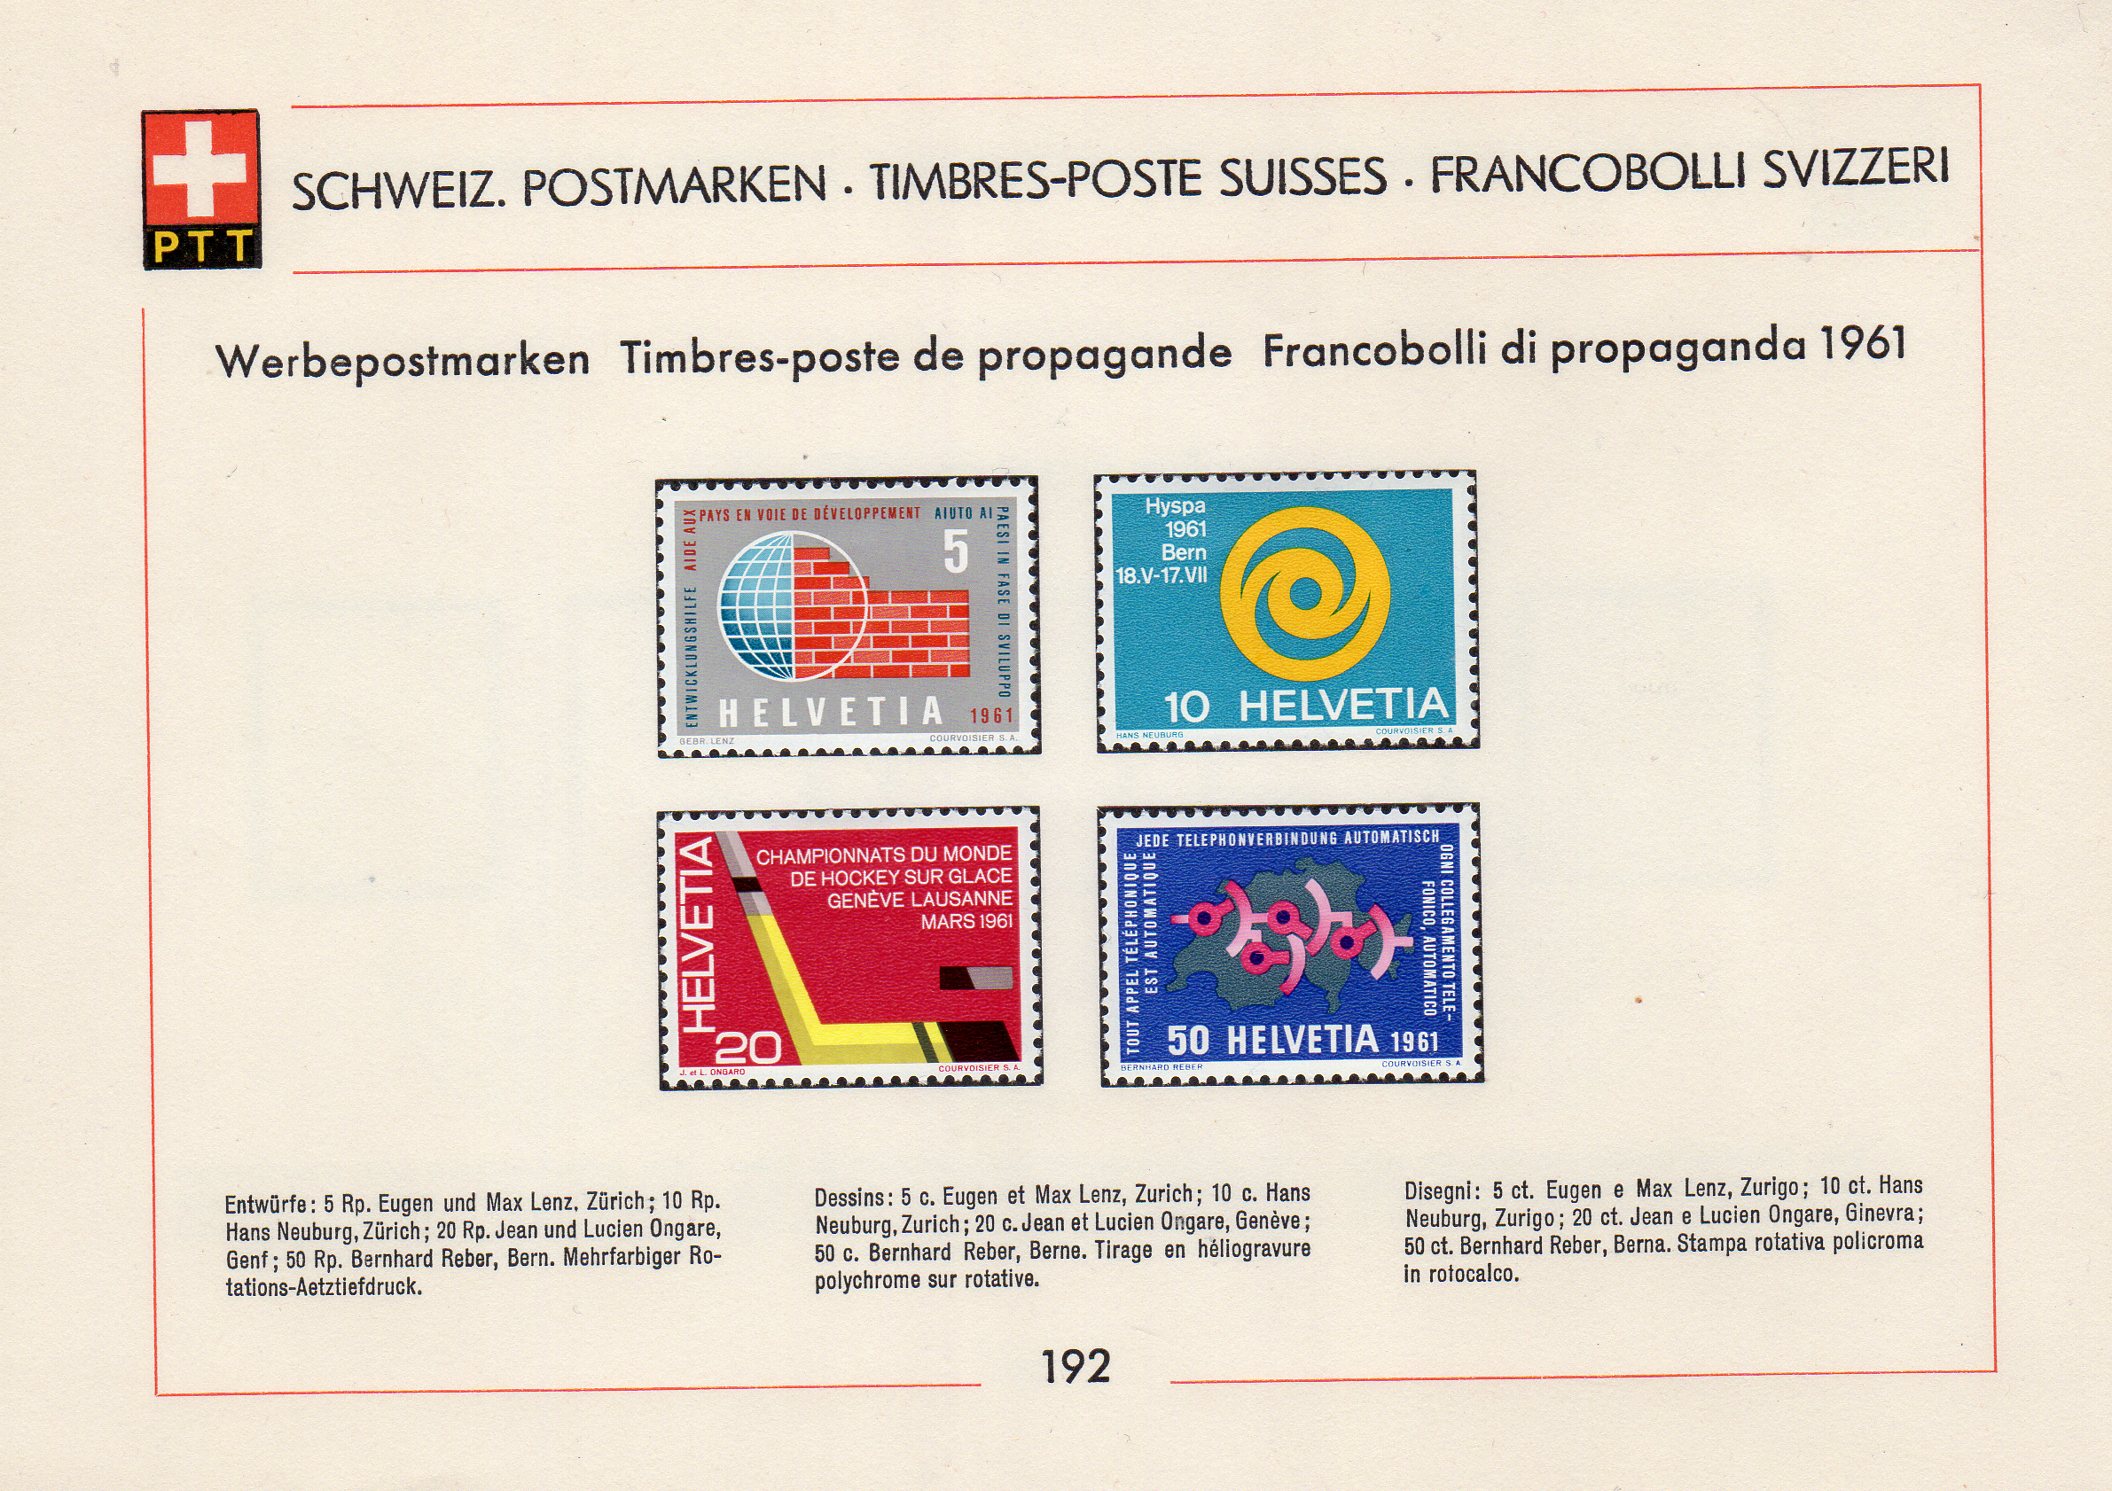 PTT
SCHWEIZ. POSTMARKEN · TIMBRES-POSTE SUISSES · FRANCOBOLLI SVIZZERI
Werbepostmarken Timbres-poste de propagande Francobolli di propaganda 1961
ENTWICKLUNGSHILFE AIDE AUX
PAYS EN VOIE DE DÉVELOPPEMENT AIUTO AI
PAESI IN FASE DI SVILUPPO
5
HELVETIA 1961
GEBR. LENZ COURVOISIER S.A.
Hyspa
1961
Bern
18.V-17.VII
10 HELVETIA
HANS NEUBURG COURVOISIER S.A.
HELVETIA
20
CHAMPIONNATS DU MONDE
DE HOCKEY SUR GLACE
GENÈVE LAUSANNE
MARS 1961
J. et L. ONGARO COURVOISIER S.A.
JEDE TELEPHONVERBINDUNG AUTOMATISCH
TOUT APPEL TÉLÉPHONIQUE
EST AUTOMATIQUE
OGNI COLLEGAMENTO TELE-
FONICO, AUTOMATICO
50 HELVETIA 1961
BERNHARD REBER COURVOISIER S.A.
Entwürfe: 5 Rp. Eugen und Max Lenz, Zürich; 10 Rp.
Hans Neuburg, Zürich; 20 Rp. Jean und Lucien Ongare,
Genf; 50 Rp. Bernhard Reber, Bern. Mehrfarbiger Ro-
tations-Aetztiefdruck.
Dessins: 5 c. Eugen et Max Lenz, Zurich; 10 c. Hans
Neuburg, Zurich; 20 c. Jean et Lucien Ongare, Genève;
50 c. Bernhard Reber, Berne. Tirage en héliogravure
polychrome sur rotative.
Disegni: 5 ct. Eugen e Max Lenz, Zurigo; 10 ct. Hans
Neuburg, Zurigo; 20 ct. Jean e Lucien Ongare, Ginevra;
50 ct. Bernhard Reber, Berna. Stampa rotativa policroma
in rotocalco.
192